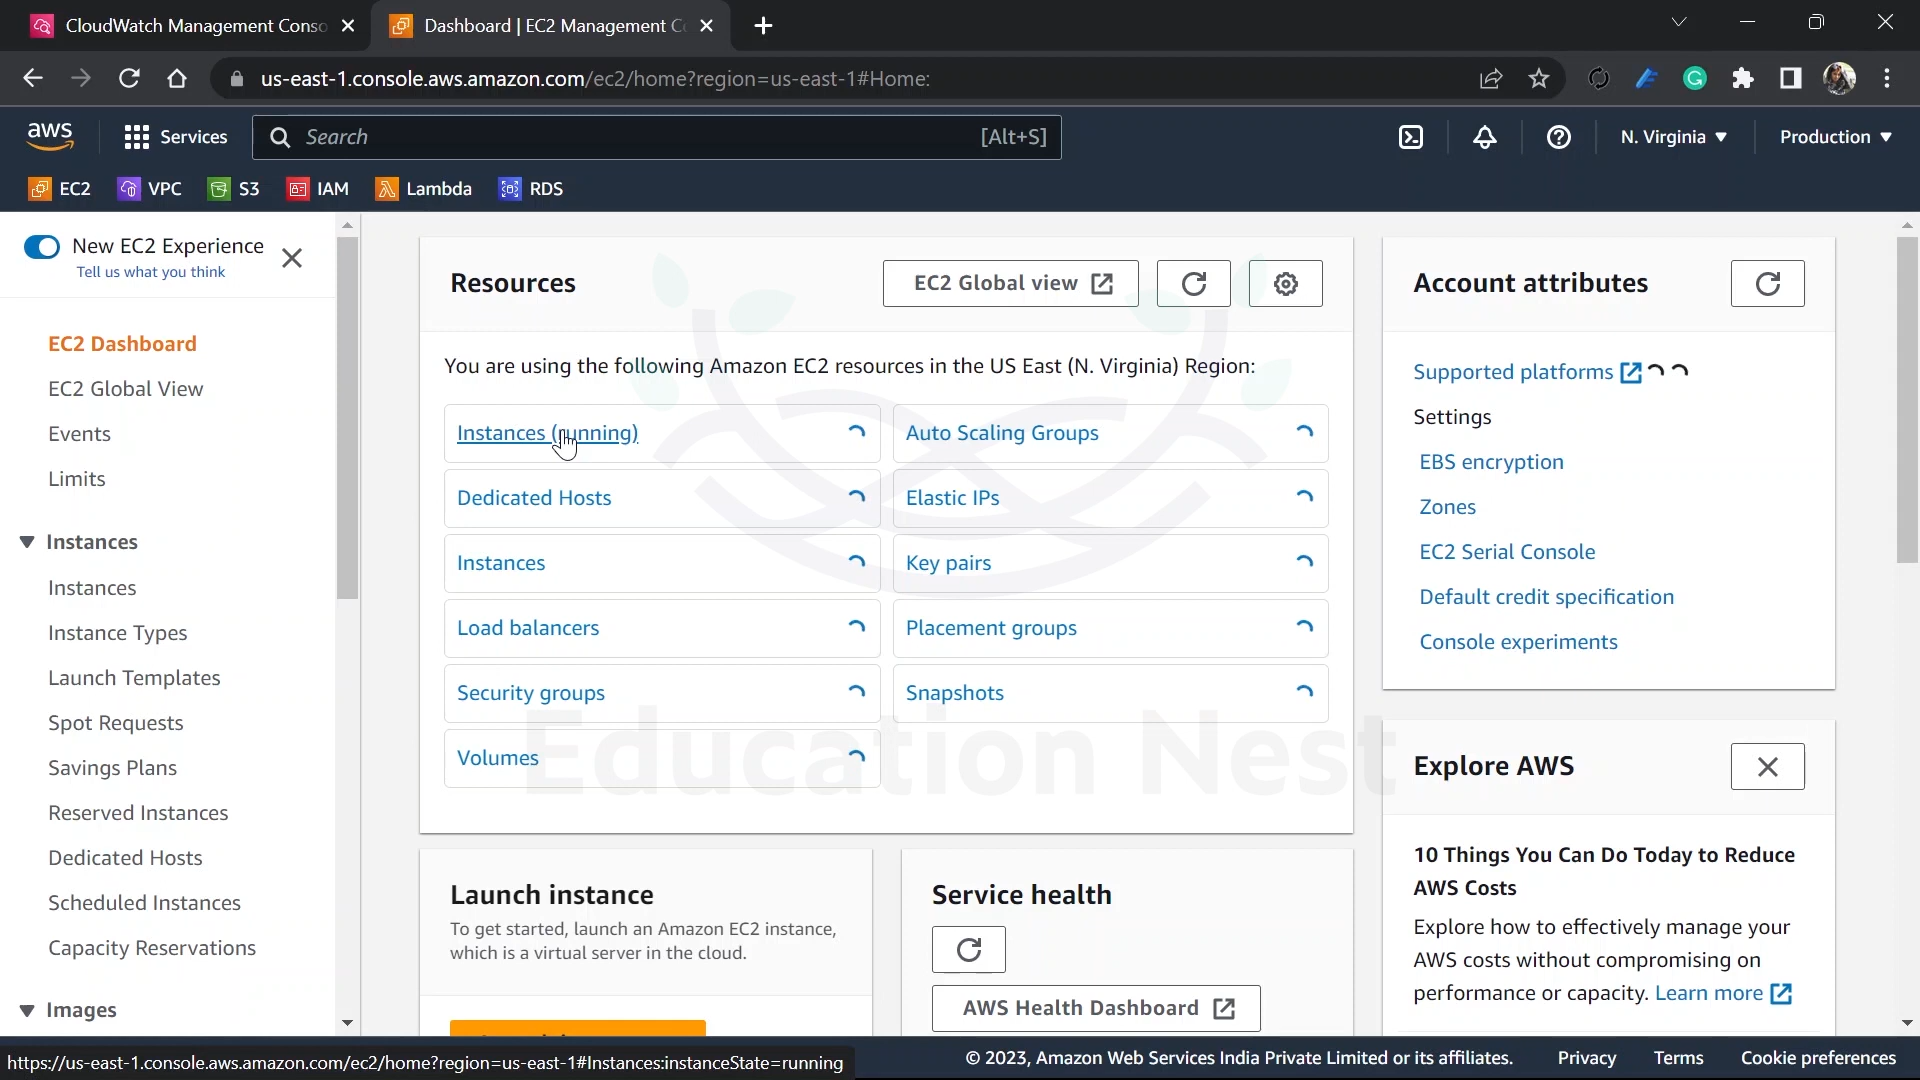 CloudWatch Management Conso
Dashboard | EC2 Management C
us-east-1.console.aws.amazon.com/ec2/home?region=us-east-1#Home:
aws
Services
Search
[Alt+S]
N. Virginia
Production
EC2
VPC
S3
IAM
Lambda
RDS
New EC2 Experience
Tell us what you think
EC2 Dashboard
EC2 Global View
Events
Limits
Instances
Instances
Instance Types
Launch Templates
Spot Requests
Savings Plans
Reserved Instances
Dedicated Hosts
Scheduled Instances
Capacity Reservations
Images
Resources
EC2 Global view
You are using the following Amazon EC2 resources in the US East (N. Virginia) Region:
Instances (running)
Auto Scaling Groups
Dedicated Hosts
Elastic IPs
Instances
Key pairs
Load balancers
Placement groups
Security groups
Snapshots
Volumes
Education Nest
Launch instance
To get started, launch an Amazon EC2 instance,
which is a virtual server in the cloud.
Service health
AWS Health Dashboard
Account attributes
Supported platforms
Settings
EBS encryption
Zones
EC2 Serial Console
Default credit specification
Console experiments
Explore AWS
10 Things You Can Do Today to Reduce
AWS Costs
Explore how to effectively manage your
AWS costs without compromising on
performance or capacity. Learn more
https://us-east-1.console.aws.amazon.com/ec2/home?region=us-east-1#Instances:instanceState=running
© 2023, Amazon Web Services India Private Limited or its affiliates.
Privacy
Terms
Cookie preferences